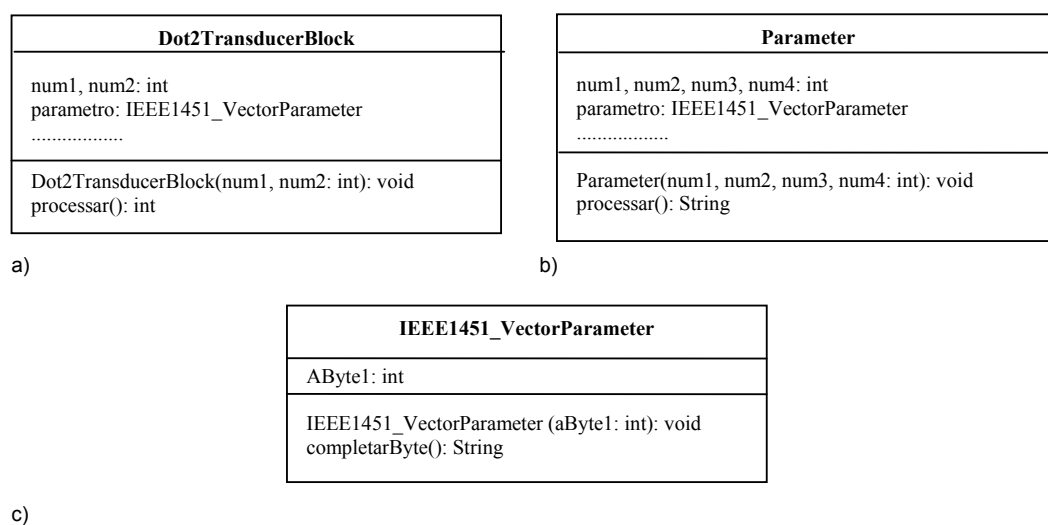 Dot2TransducerBlock
num1, num2: int
parametro: IEEE1451_VectorParameter
..................
Dot2TransducerBlock(num1, num2: int): void
processar(): int
a)
Parameter
num1, num2, num3, num4: int
parametro: IEEE1451_VectorParameter
..................
Parameter(num1, num2, num3, num4: int): void
processar(): String
b)
IEEE1451_VectorParameter
AByte1: int
IEEE1451_VectorParameter (aByte1: int): void
completarByte(): String
c)